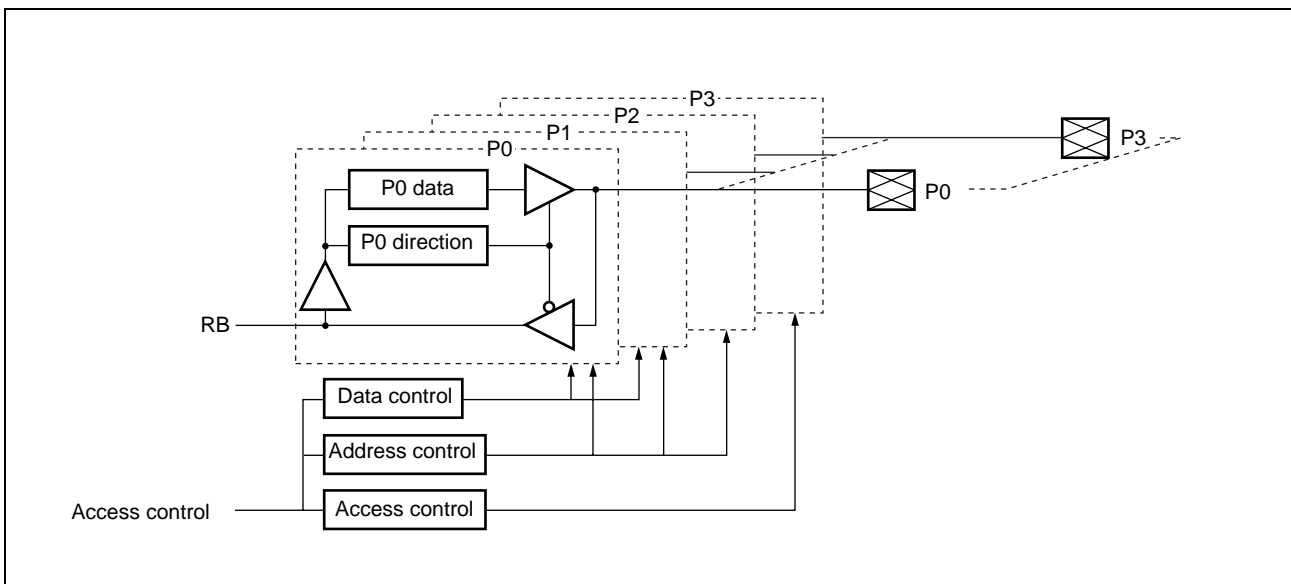 P3
P2
P1
P0
P3
P0 data
P0
P0 direction
RB
Data control
Address control
Access control
Access control